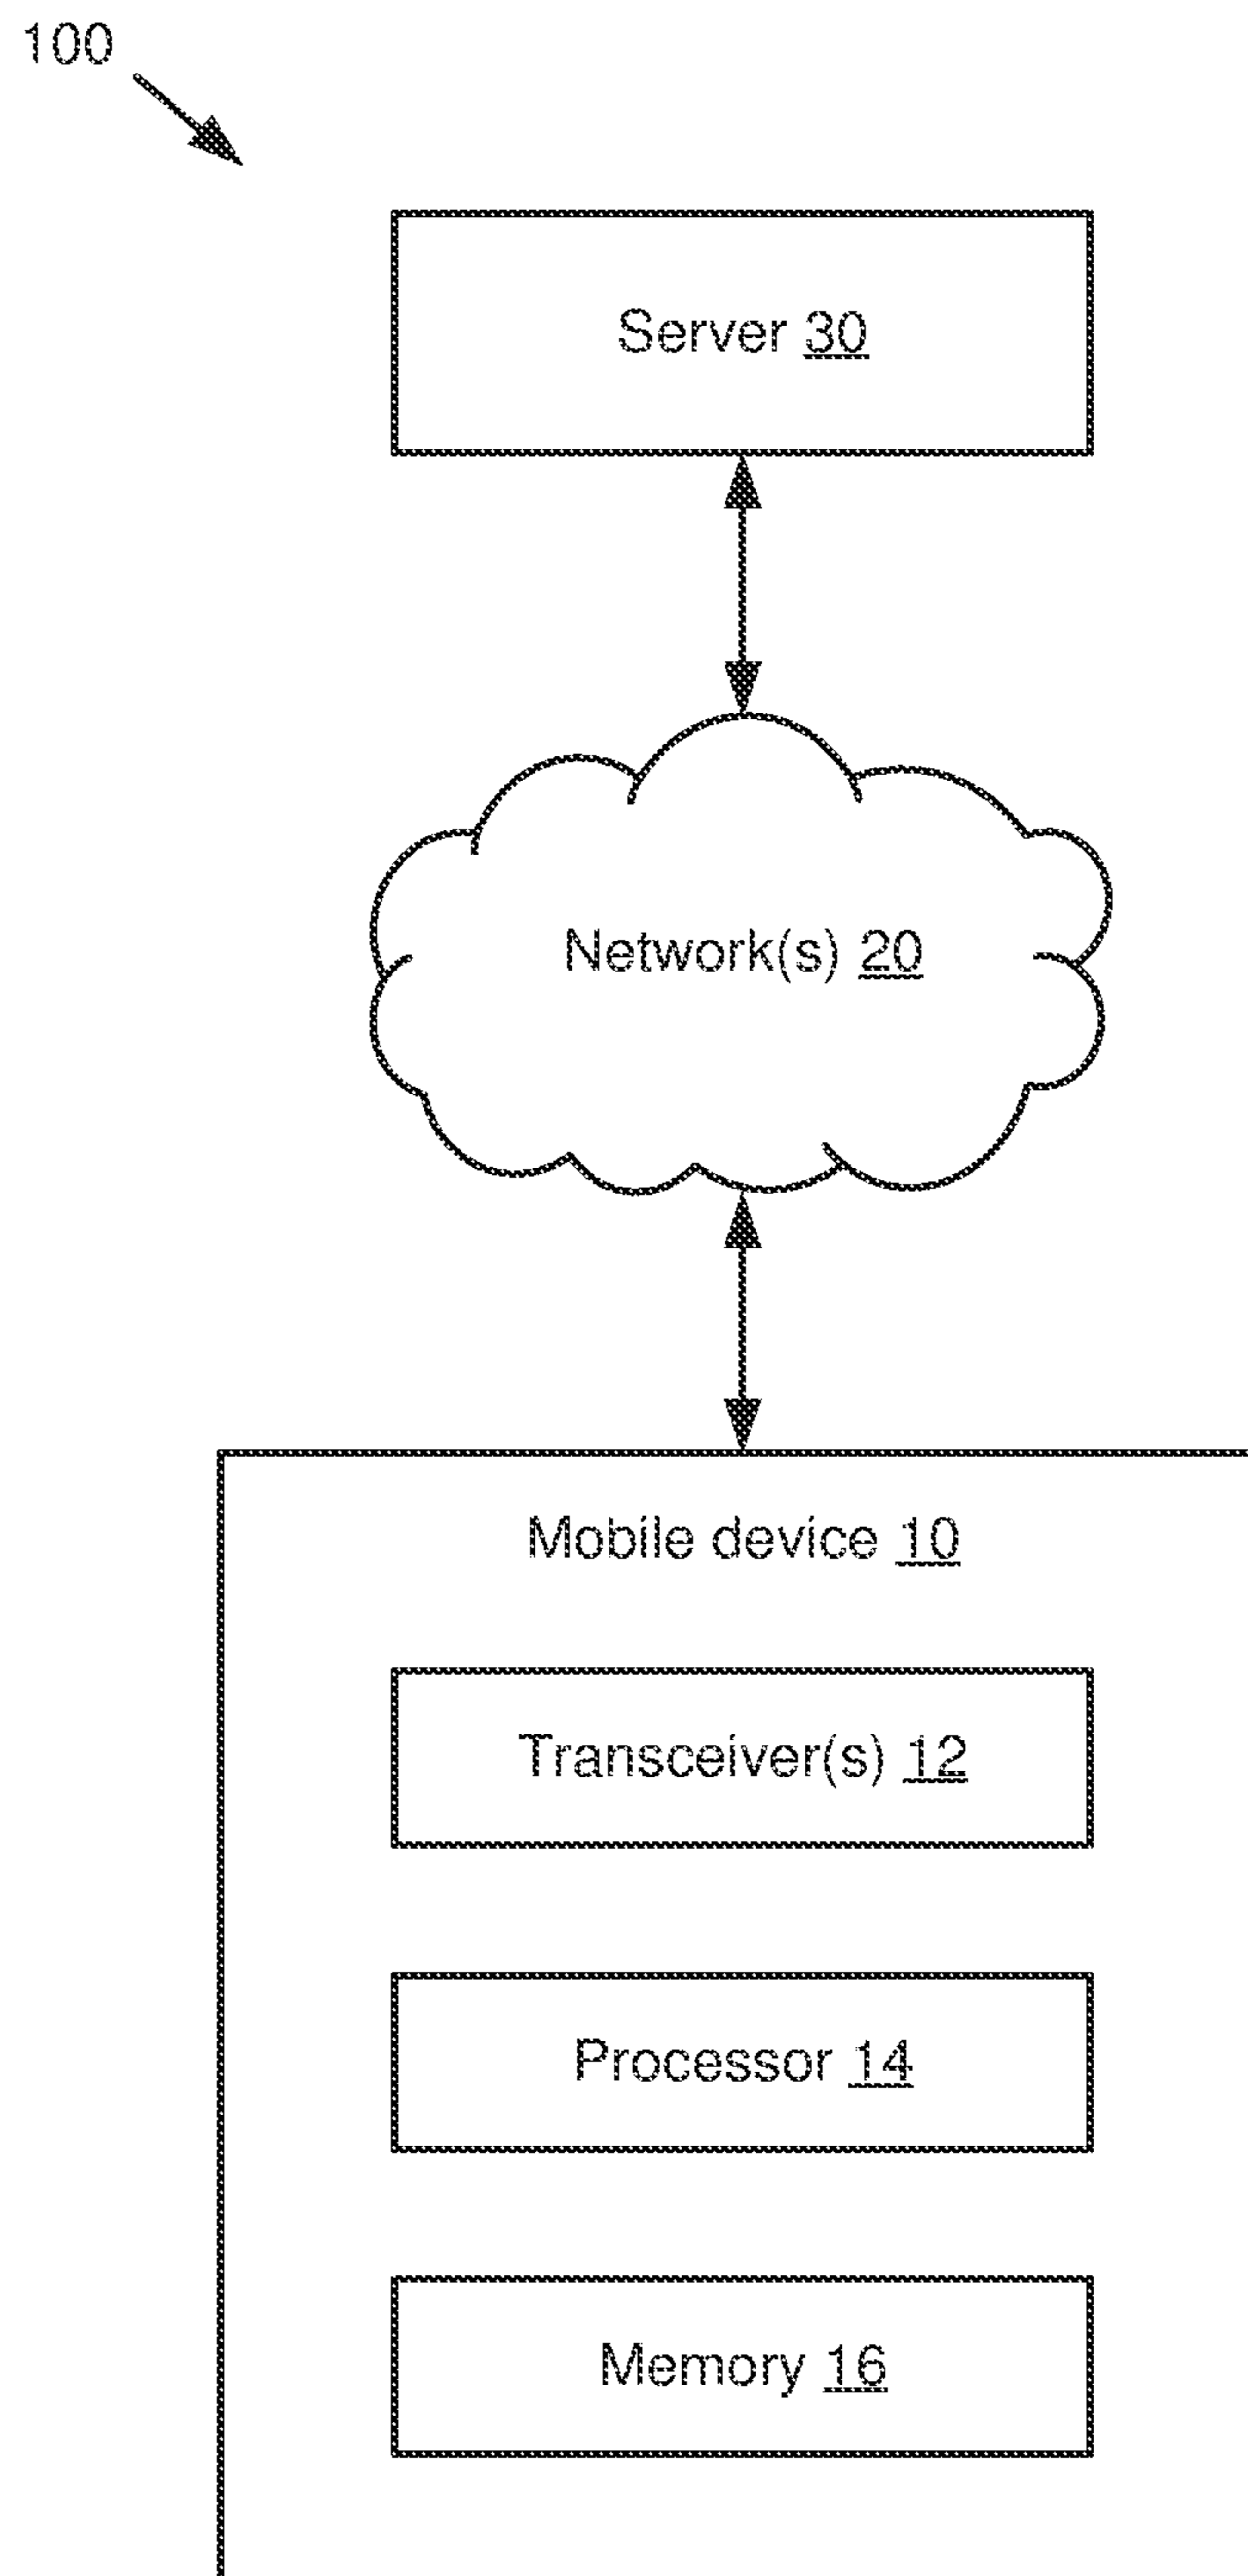 100
Server 30
Network(s) 20
Mobile device 10
Transceiver(s) 12
Processor 14
Memory 16